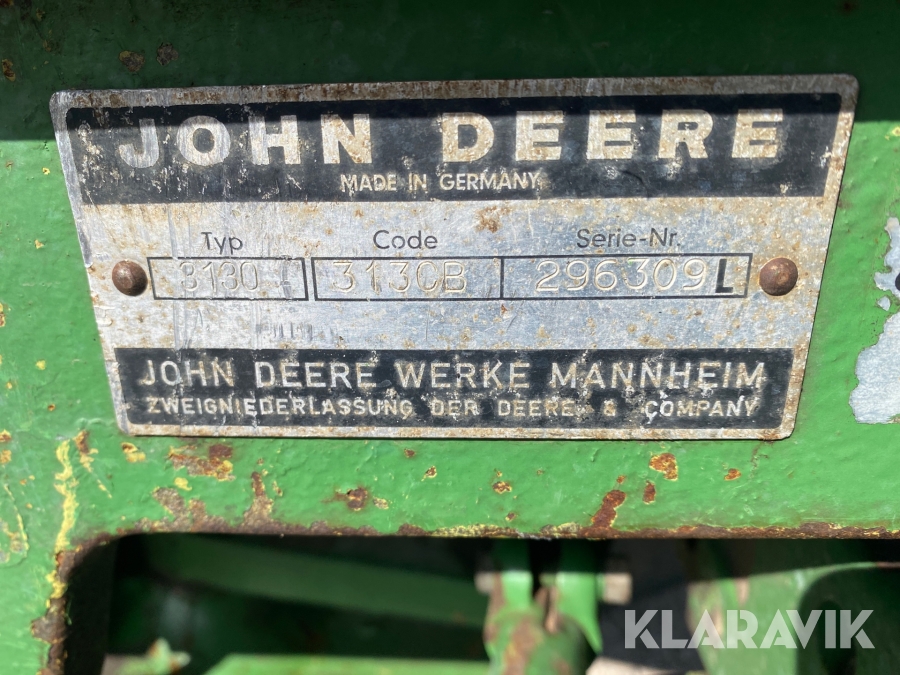 JOHN DEERE
MADE IN GERMANY
Typ Code Serie-Nr.
3130 3130B 296309L
JOHN DEERE WERKE MANNHEIM
ZWEIGNIEDERLASSUNG DER DEERE & COMPANY
KLARAVIK